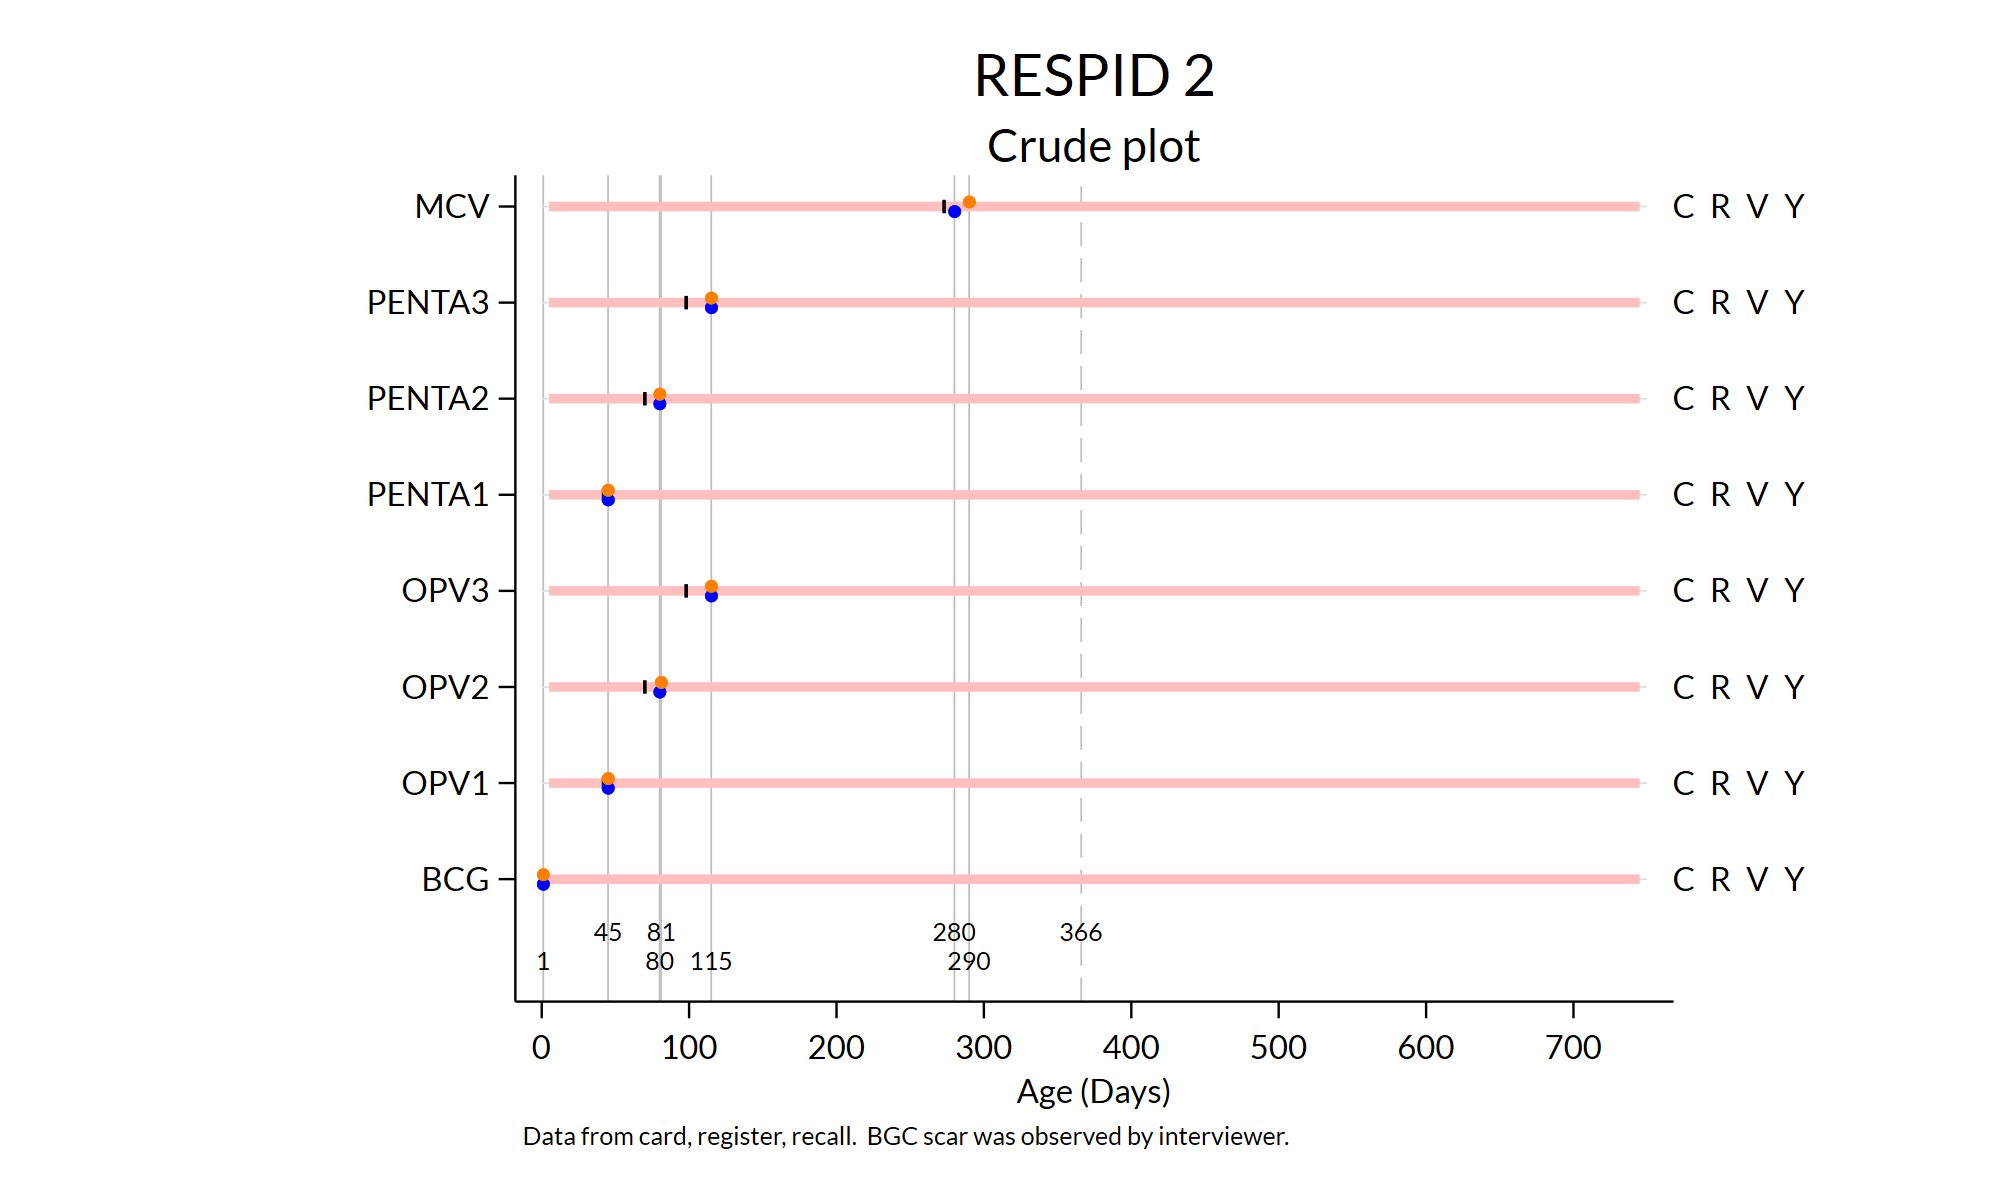 RESPID 2
Crude plot
MCV C R V Y
PENTA3 C R V Y
PENTA2 C R V Y
PENTA1 C R V Y
OPV3 C R V Y
OPV2 C R V Y
OPV1 C R V Y
BCG C R V Y
45 81 280 366
1 80 115 290
0 100 200 300 400 500 600 700
Age (Days)
Data from card, register, recall. BGC scar was observed by interviewer.